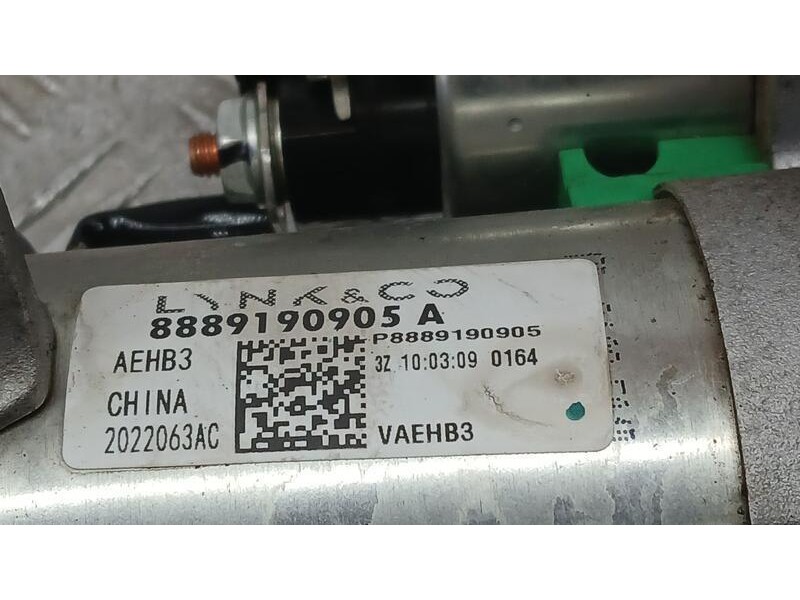 LYNK & CO
8889190905 A
P8889190905
AEHB3
3Z 10:03:09 0164
CHINA
2022063AC
VAEHB3